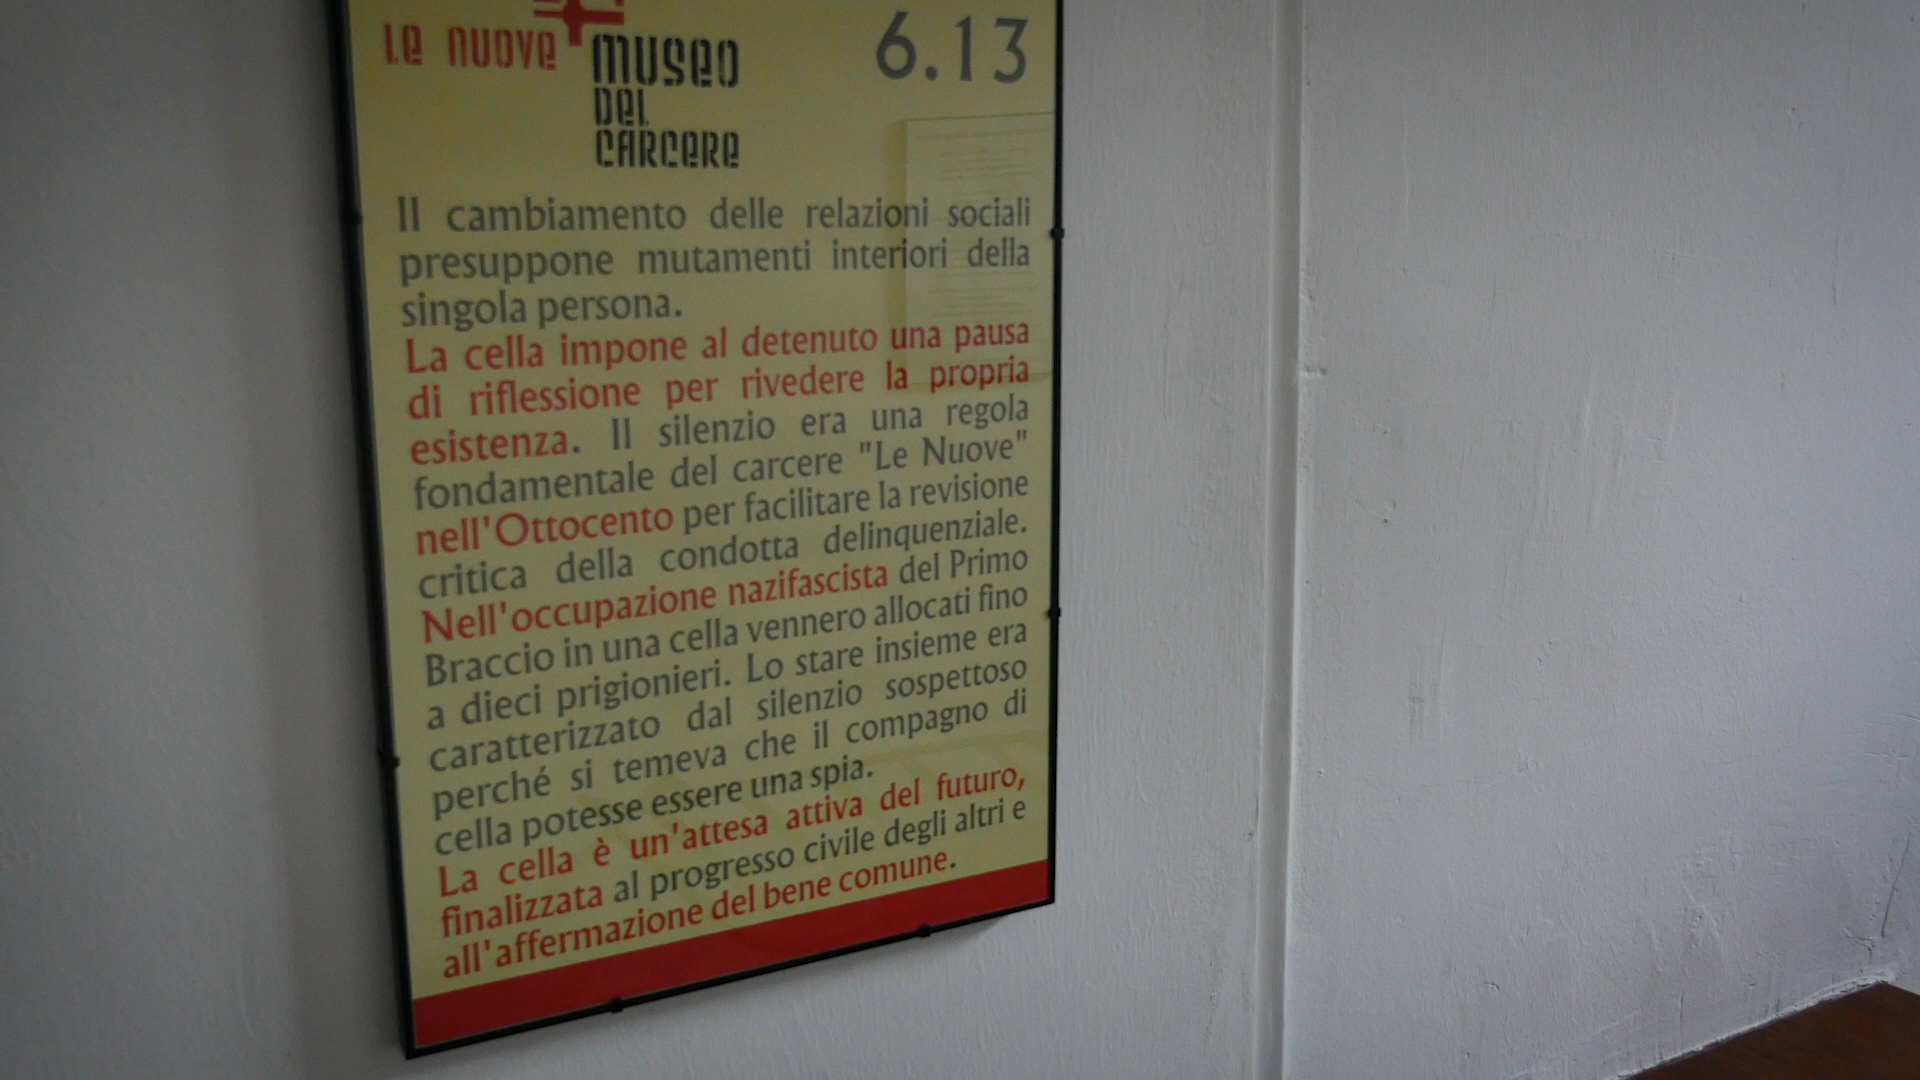 Le Nuove
6.13
Museo
del
Carcere
Il cambiamento delle relazioni sociali
presuppone mutamenti interiori della
singola persona.
La cella impone al detenuto una pausa
di riflessione per rivedere la propria
esistenza. Il silenzio era una regola
fondamentale del carcere "Le Nuove"
nell'Ottocento per facilitare la revisione
critica della condotta delinquenziale.
Nell'occupazione nazifascista del Primo
Braccio in una cella vennero allocati fino
a dieci prigionieri. Lo stare insieme era
caratterizzato dal silenzio sospettoso
perché si temeva che il compagno di
cella potesse essere una spia.
La cella è un'attesa attiva del futuro,
finalizzata al progresso civile degli altri e
all'affermazione del bene comune.